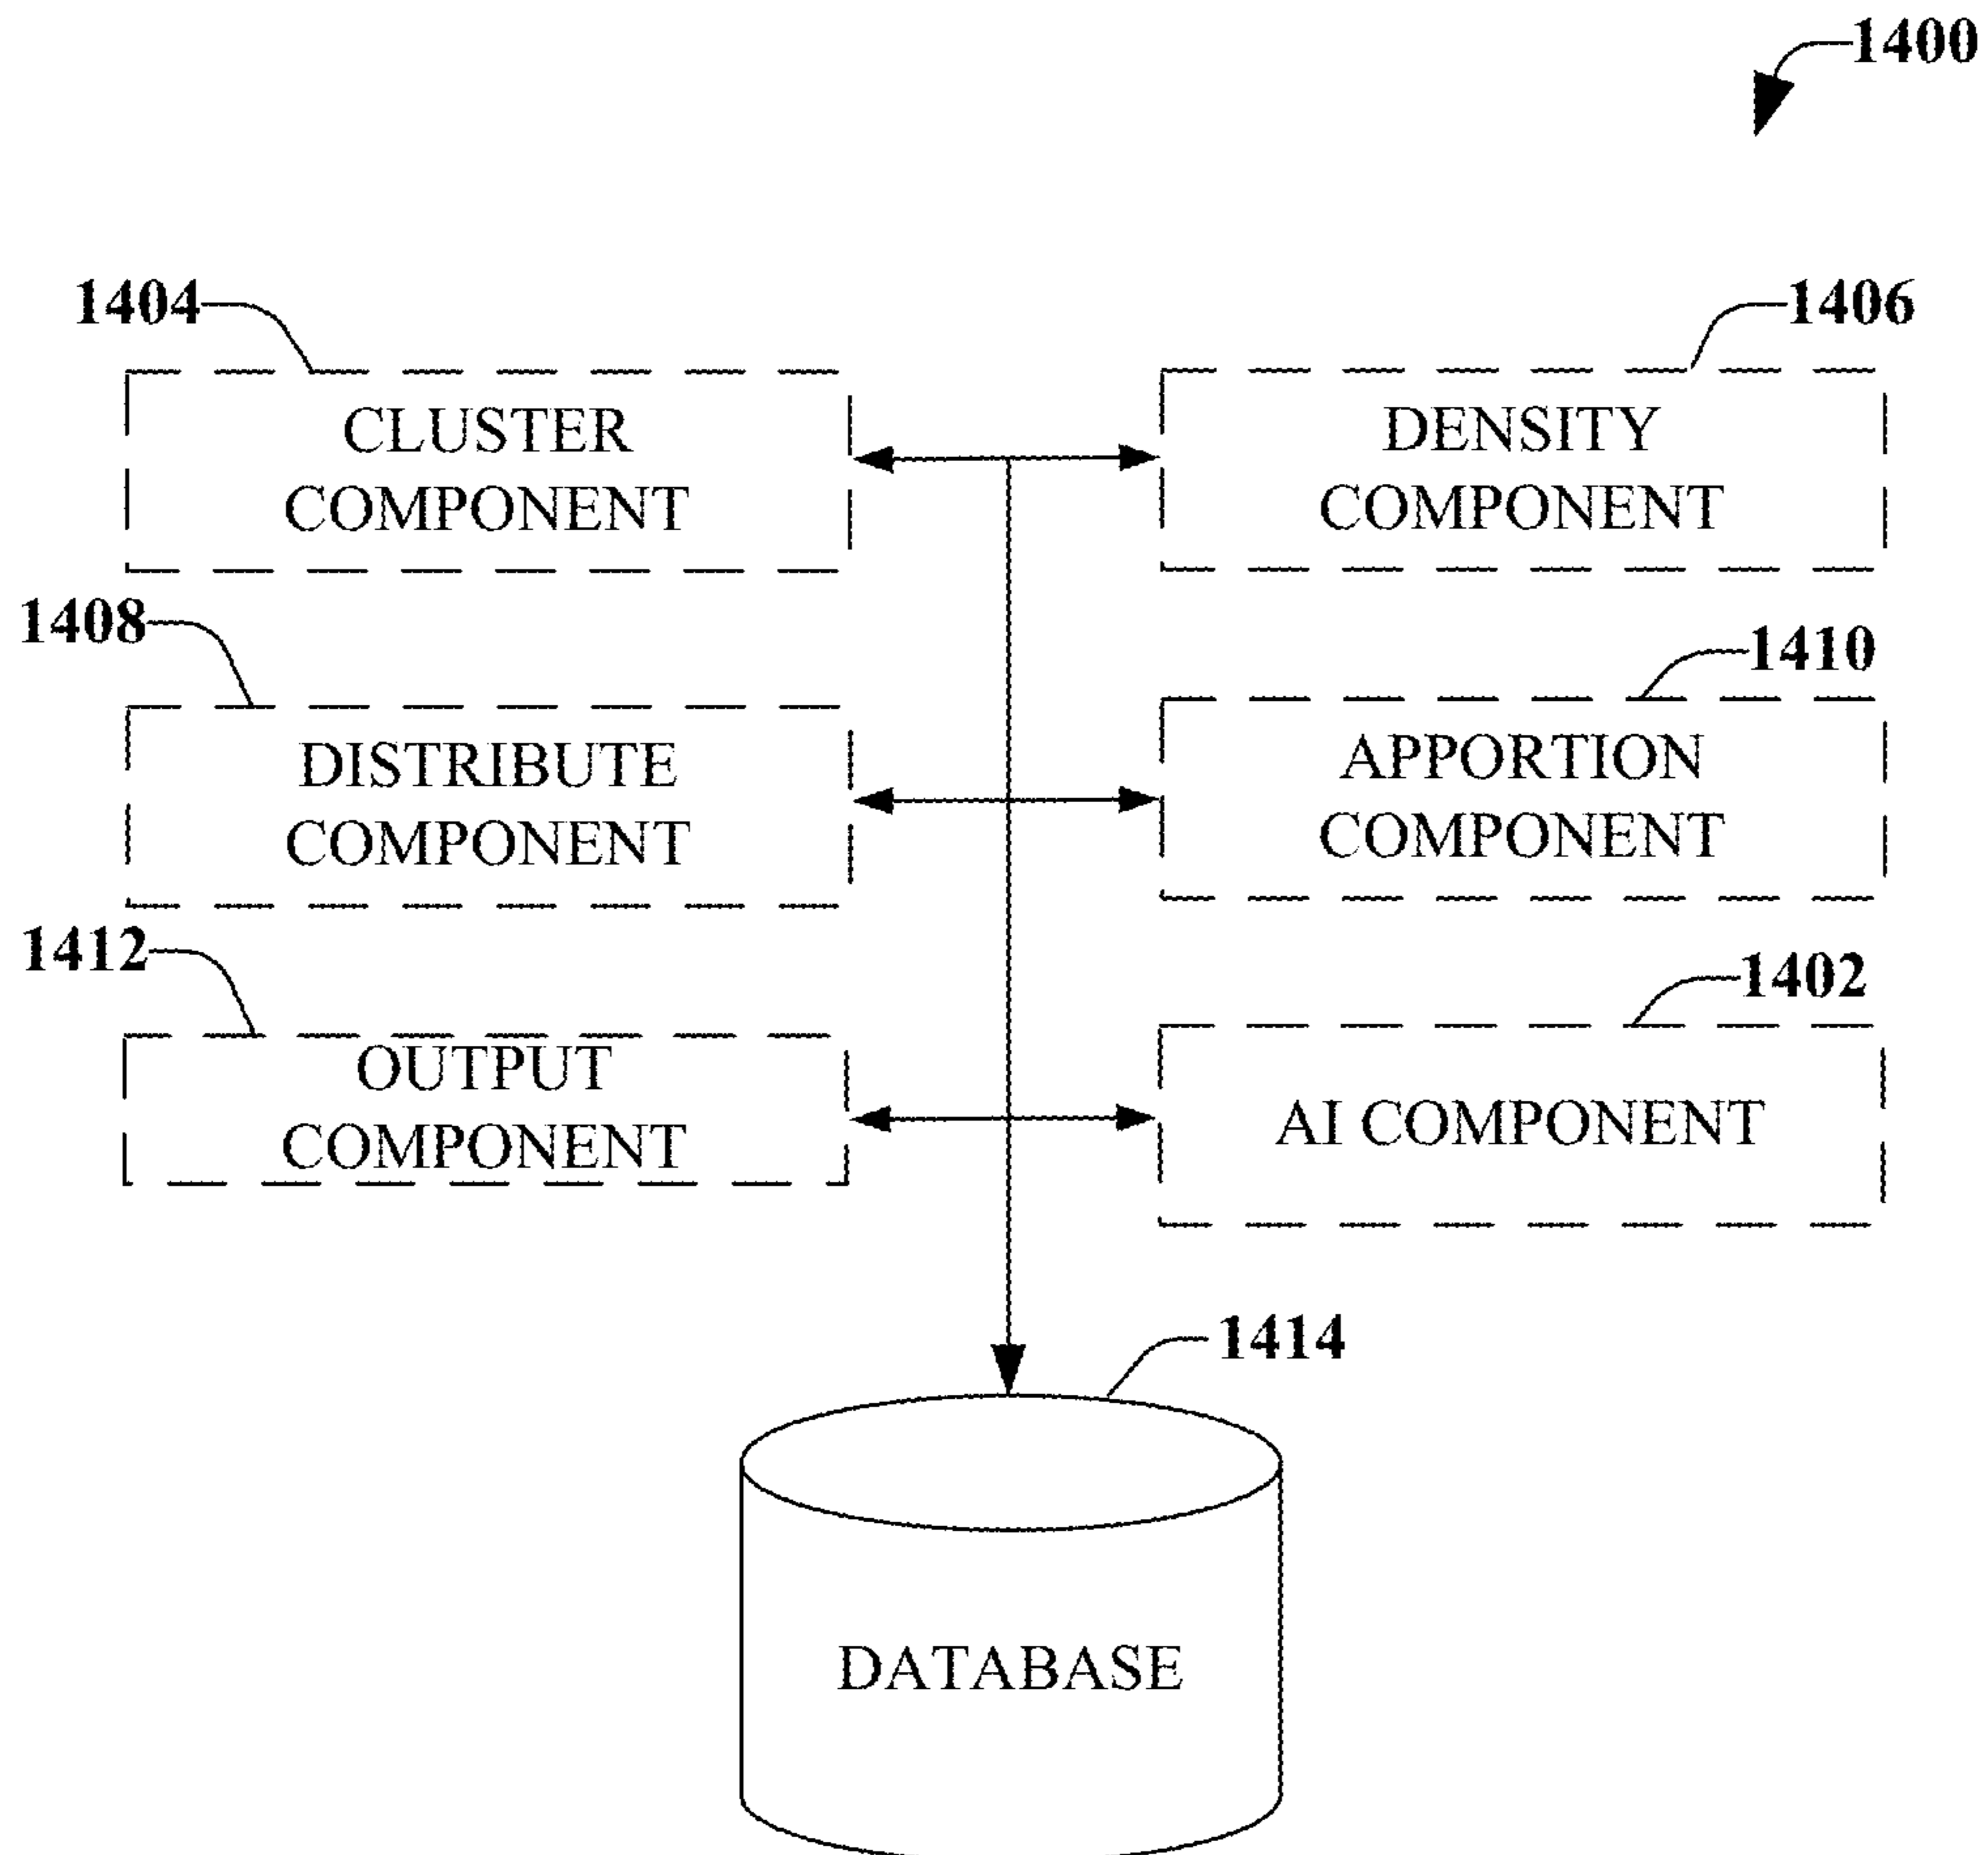 1400
1404
1406
CLUSTER
COMPONENT
DENSITY
COMPONENT
1408
1410
DISTRIBUTE
COMPONENT
APPORTION
COMPONENT
1412
1402
OUTPUT
COMPONENT
AI COMPONENT
1414
DATABASE